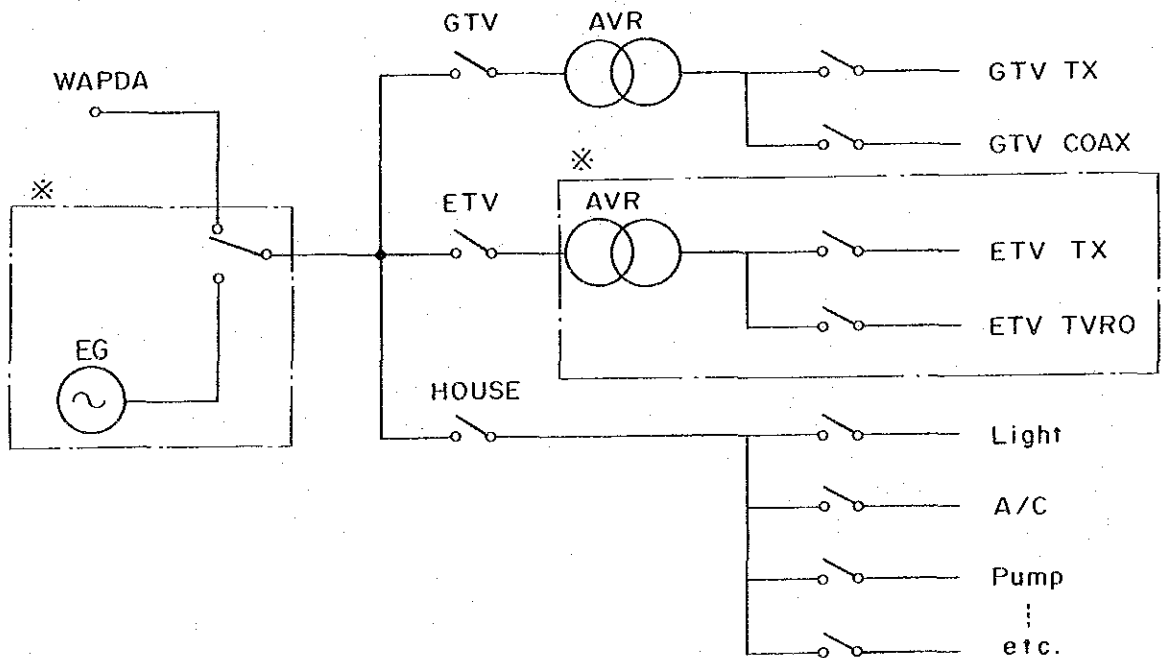 GTV
AVR
WAPDA
GTV TX
GTV COAX
※
※
ETV
AVR
ETV TX
ETV TVRO
EG
HOUSE
Light
A/C
Pump
etc.